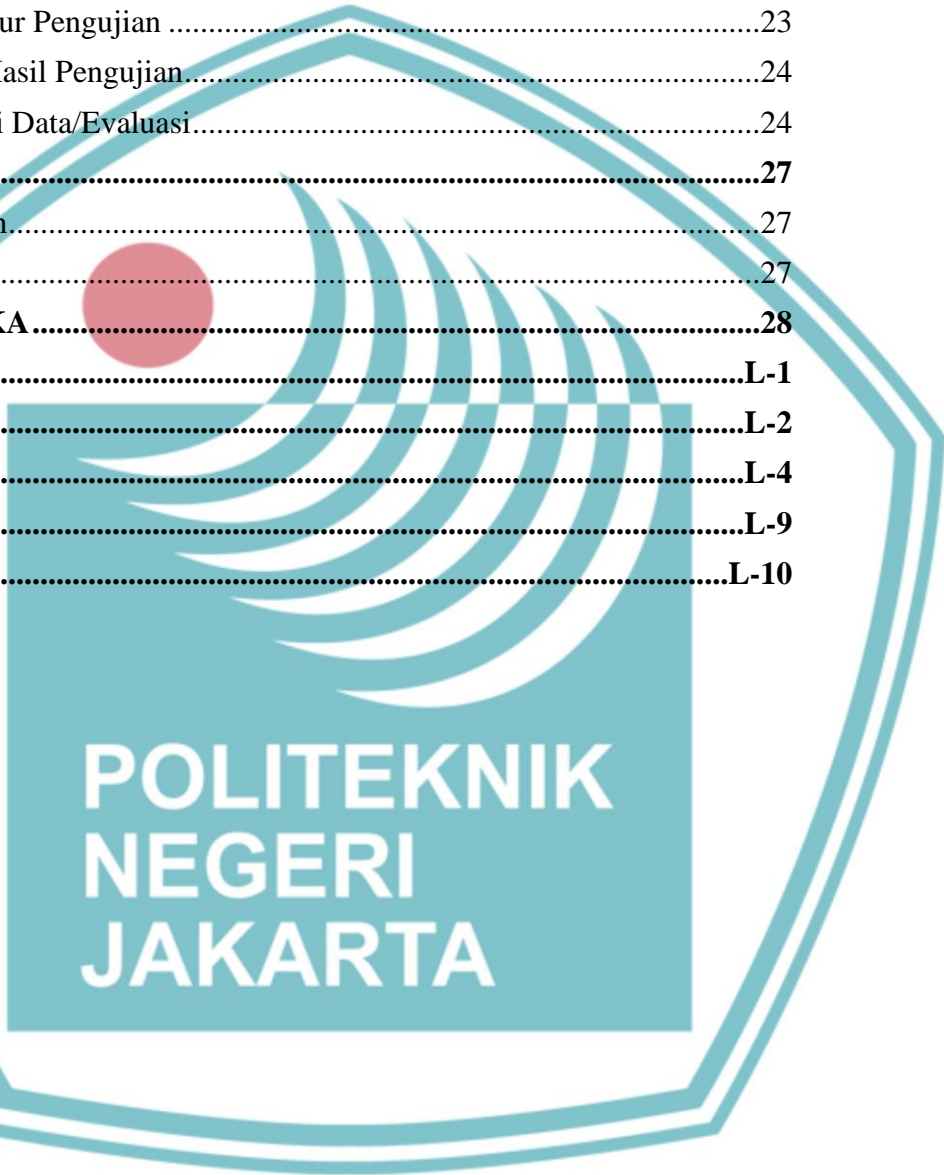 ur Pengujian ........................................................................23
Hasil Pengujian.....................................................................24
i Data/Evaluasi....................................................................24
...........................................................................................27
n..........................................................................................27
...........................................................................................27
KA ......................................................................................28
........................................................................................L-1
........................................................................................L-2
........................................................................................L-4
........................................................................................L-9
......................................................................................L-10
POLITEKNIK
NEGERI
JAKARTA